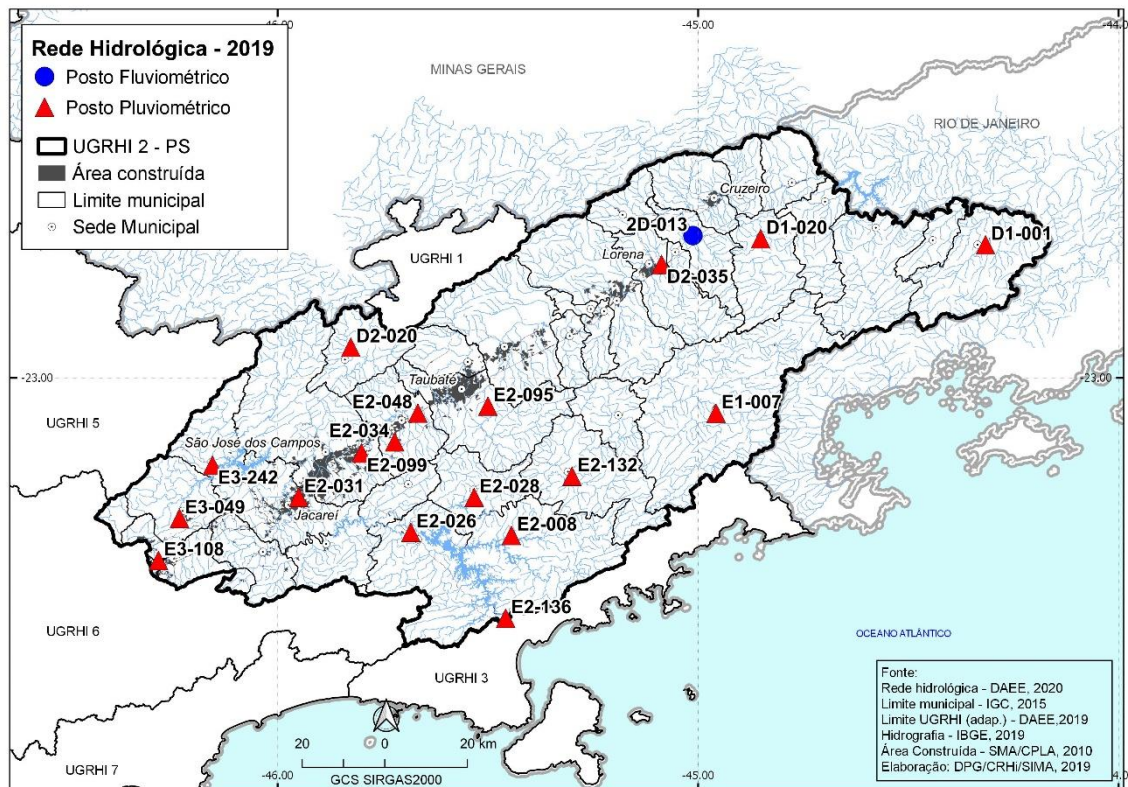 -46.00
-45.00
-44.
Rede Hidrológica - 2019
Posto Fluviométrico
Posto Pluviométrico
UGRHI 2 - PS
Área construída
Limite municipal
Sede Municipal
MINAS GERAIS
RIO DE JANEIRO
Cruzeiro
2D-013
D1-020
D1-001
UGRHI 1
Lorena
D2-035
D2-020
-23.00
-23.00
Taubaté
E2-048
E2-095
E1-007
UGRHI 5
E2-034
São José dos Campos
E2-099
E3-242
E2-132
E2-031
E2-028
E3-049
Jacareí
E2-026
E2-008
E3-108
E2-136
UGRHI 6
OCEANO ATLÂNTICO
UGRHI 3
UGRHI 7
20
0
20 km
GCS SIRGAS2000
Fonte:
Rede hidrológica - DAEE, 2020
Limite municipal - IGC, 2015
Limite UGRHI (adap.) - DAEE,2019
Hidrografia - IBGE, 2019
Área Construída - SMA/CPLA, 2010
Elaboração: DPG/CRHi/SIMA, 2019
-46.00
-45.00